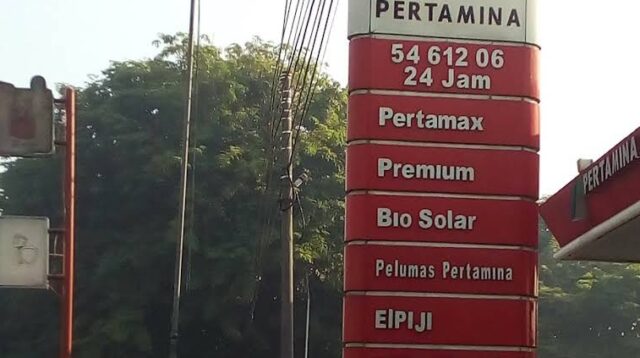 PERTAMINA
54 612 06
24 Jam
Pertamax
Premium
BIO SOLAR
Pelumas Pertamina
ElPIJI
PERTAMINA